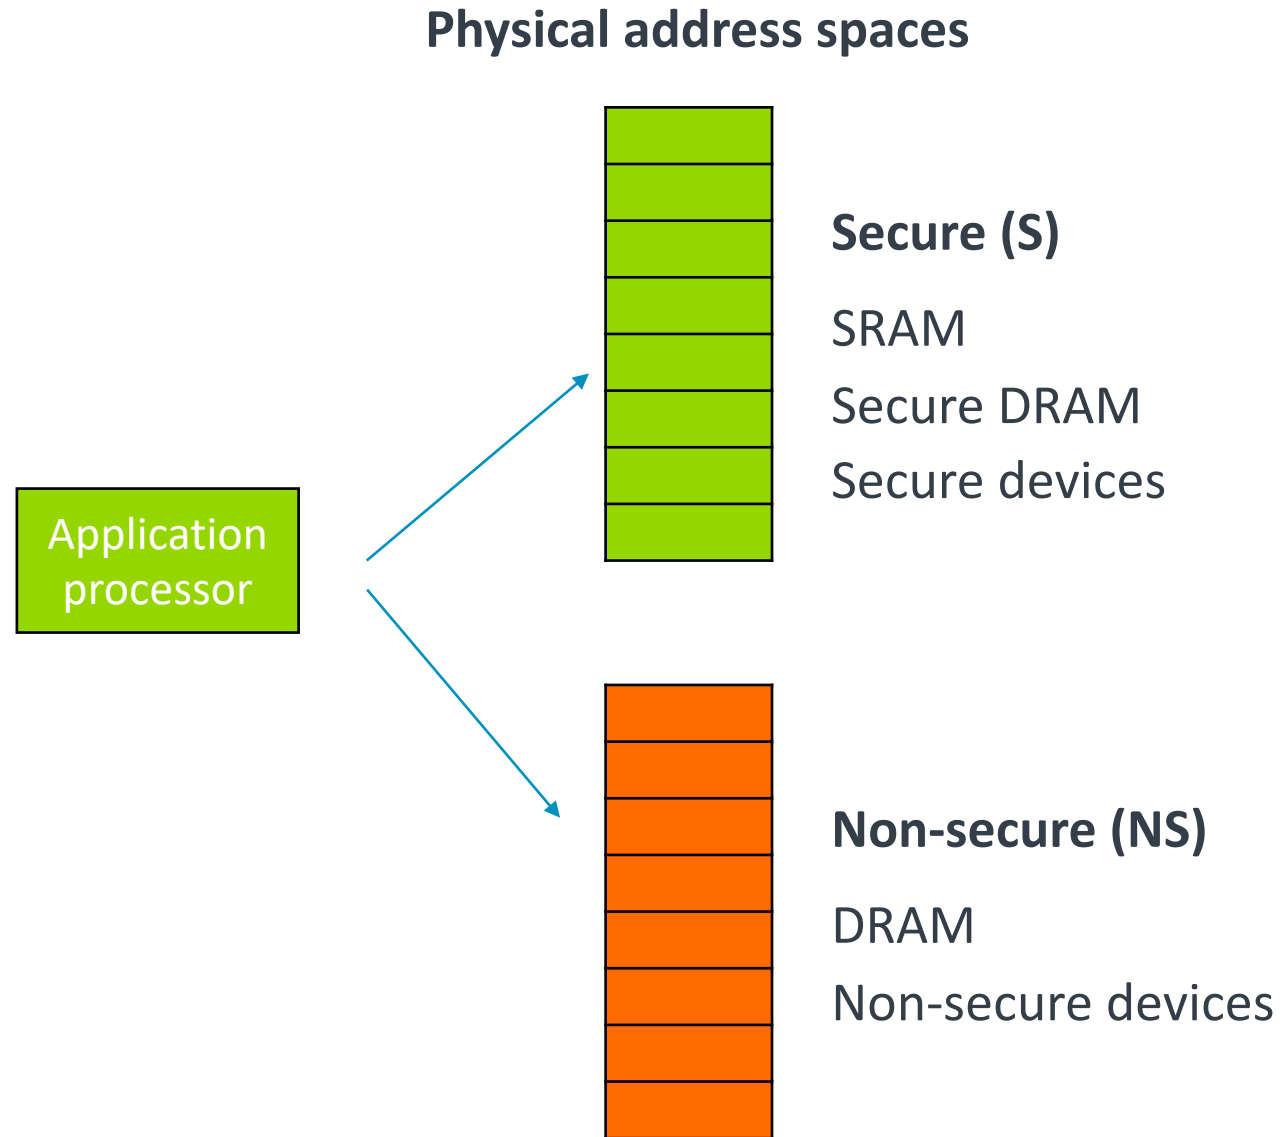 Physical address spaces
Secure (S)
SRAM
Secure DRAM
Secure devices
Application
processor
Non-secure (NS)
DRAM
Non-secure devices